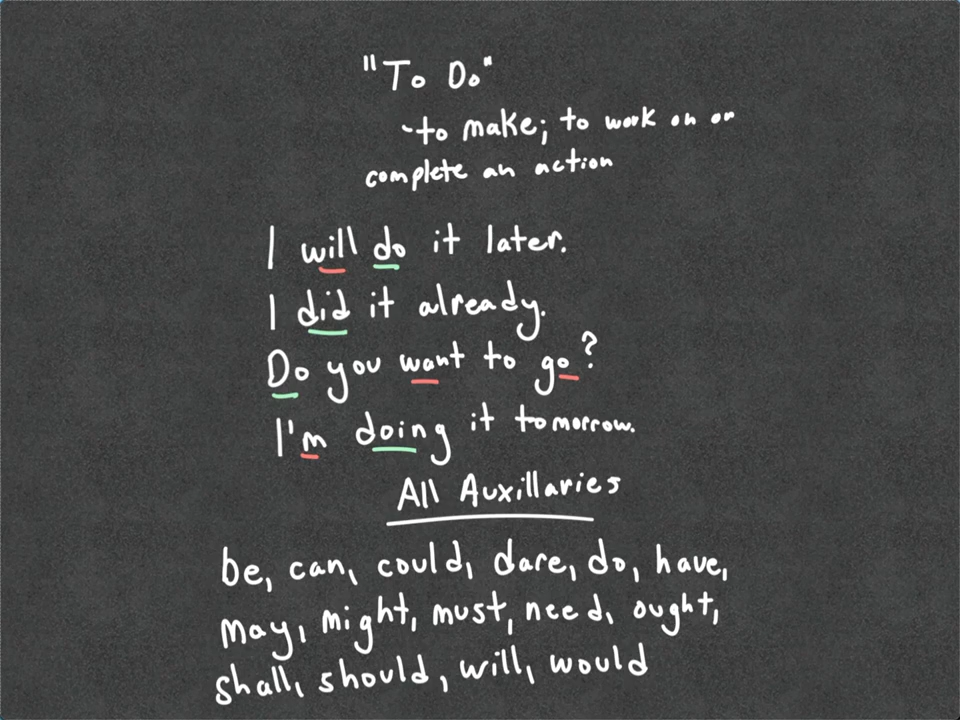 "To Do"
-to make; to work on or
complete an action
I will do it later.
I did it already.
Do you want to go?
I'm doing it tomorrow.
All Auxillaries
be, can, could, dare, do, have,
may, might, must, need, ought,
shall, should, will, would